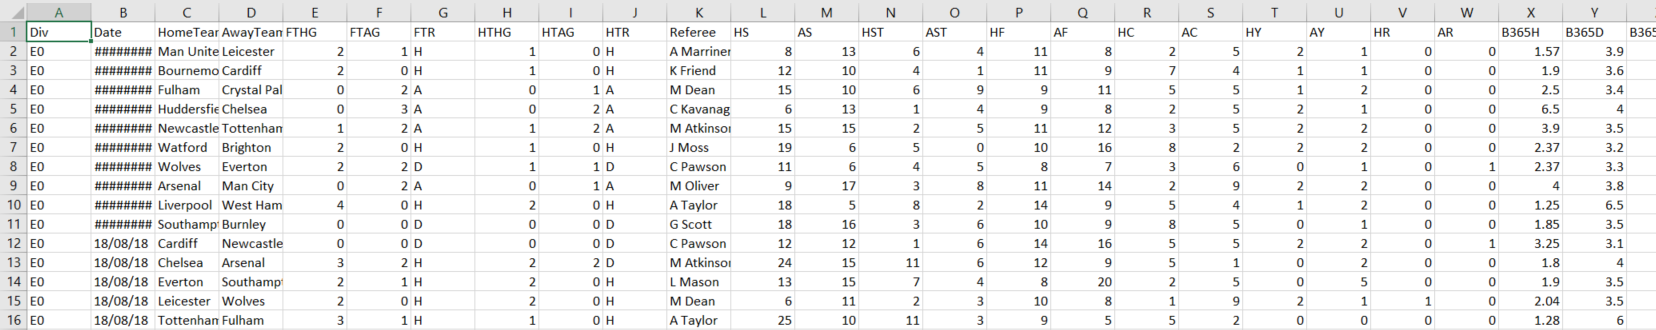 A B C D E F G H I J K L M N O P Q R S T U V W X Y
1 Div Date HomeTear AwayTeam FTHG FTAG FTR HTHG HTAG HTR Referee HS AS HST AST HF AF HC AC HY AY HR AR B365H B365D B365
2 E0 ######## Man Unite Leicester 2 1 H 1 0 H A Marriner 8 13 6 4 11 8 2 5 2 1 0 0 1.57 3.9
3 E0 ######## Bournemo Cardiff 2 0 H 1 0 H K Friend 12 10 4 1 11 9 7 4 1 1 0 0 1.9 3.6
4 E0 ######## Fulham Crystal Pal 0 2 A 0 1 A M Dean 15 10 6 9 9 11 5 5 1 2 0 0 2.5 3.4
5 E0 ######## Huddersfie Chelsea 0 3 A 0 2 A C Kavanag 6 13 1 4 9 8 2 5 2 1 0 0 6.5 4
6 E0 ######## Newcastle Tottenham 1 2 A 1 2 A M Atkinso 15 15 2 5 11 12 3 5 2 2 0 0 3.9 3.5
7 E0 ######## Watford Brighton 2 0 H 1 0 H J Moss 19 6 5 0 10 16 8 2 2 2 0 0 2.37 3.2
8 E0 ######## Wolves Everton 2 2 D 1 1 D C Pawson 11 6 4 5 8 7 3 6 0 1 0 1 2.37 3.3
9 E0 ######## Arsenal Man City 0 2 A 0 1 A M Oliver 9 17 3 8 11 14 2 9 2 2 0 0 4 3.8
10 E0 ######## Liverpool West Ham 4 0 H 2 0 H A Taylor 18 5 8 2 14 9 5 4 1 2 0 0 1.25 6.5
11 E0 ######## Southamp Burnley 0 0 D 0 0 D G Scott 18 16 3 6 10 9 8 5 0 1 0 0 1.85 3.5
12 E0 18/08/18 Cardiff Newcastle 0 0 D 0 0 D C Pawson 12 12 1 6 14 16 5 5 2 2 0 1 3.25 3.1
13 E0 18/08/18 Chelsea Arsenal 3 2 H 2 2 D M Atkinso 24 15 11 6 12 9 5 1 0 2 0 0 1.8 4
14 E0 18/08/18 Everton Southamp 2 1 H 2 0 H L Mason 13 15 7 4 8 20 2 5 0 5 0 0 1.9 3.5
15 E0 18/08/18 Leicester Wolves 2 0 H 2 0 H M Dean 6 11 2 3 10 8 1 9 2 1 1 0 2.04 3.5
16 E0 18/08/18 Tottenham Fulham 3 1 H 1 0 H A Taylor 25 10 11 3 9 5 5 2 0 0 0 0 1.28 6